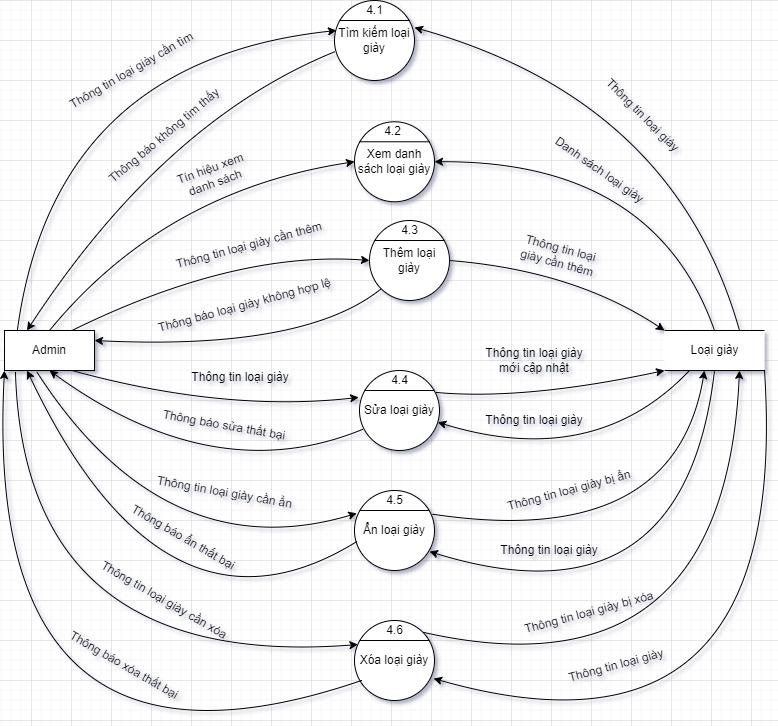 4.1
Tìm kiếm loại
giày
Thông tin loại giày cần tìm
Thông báo không tìm thấy
Thông tin loại giày
4.2
Xem danh
sách loại giày
Tín hiệu xem
danh sách
Danh sách loại giày
4.3
Thêm loại
giày
Thông tin loại giày cần thêm
Thông báo loại giày không hợp lệ
Thông tin loại
giày cần thêm
Admin
Loại giày
4.4
Sửa loại giày
Thông tin loại giày
Thông báo sửa thất bại
Thông tin loại giày
mới cập nhật
Thông tin loại giày
4.5
Ẩn loại giày
Thông tin loại giày cần ẩn
Thông báo ẩn thất bại
Thông tin loại giày bị ẩn
Thông tin loại giày
4.6
Xóa loại giày
Thông tin loại giày cần xóa
Thông báo xóa thất bại
Thông tin loại giày bị xóa
Thông tin loại giày